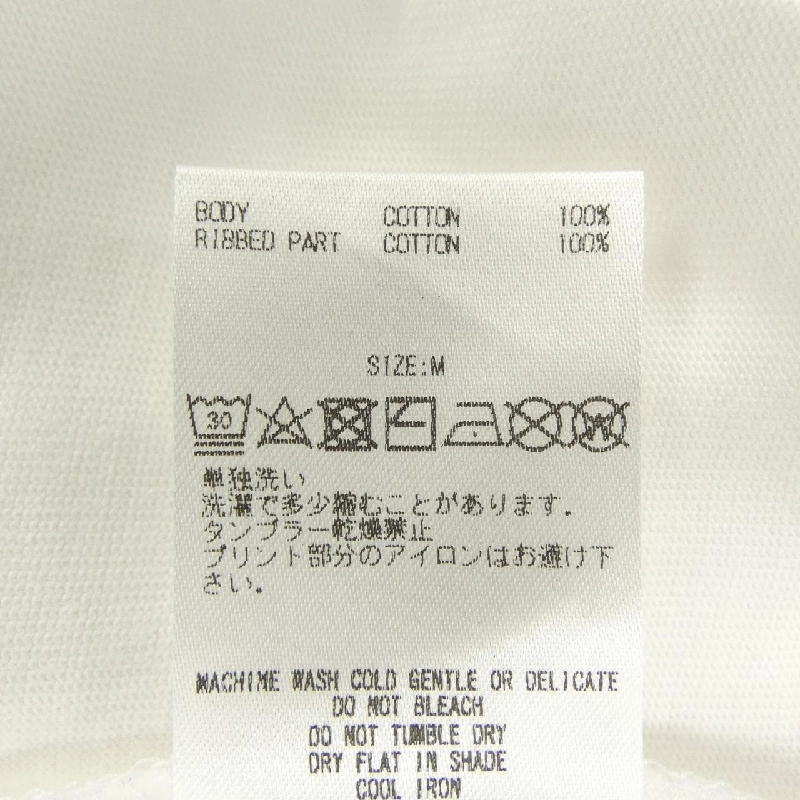 BODY COTTON 100%
RIBBED PART COTTON 100%
SIZE:M
30
単独洗い
洗濯で多少縮むことがあります.
タンブラー乾燥禁止
プリント部分のアイロンはお避け下
さい.
MACHINE WASH COLD GENTLE OR DELICATE
DO NOT BLEACH
DO NOT TUMBLE DRY
DRY FLAT IN SHADE
COOL IRON